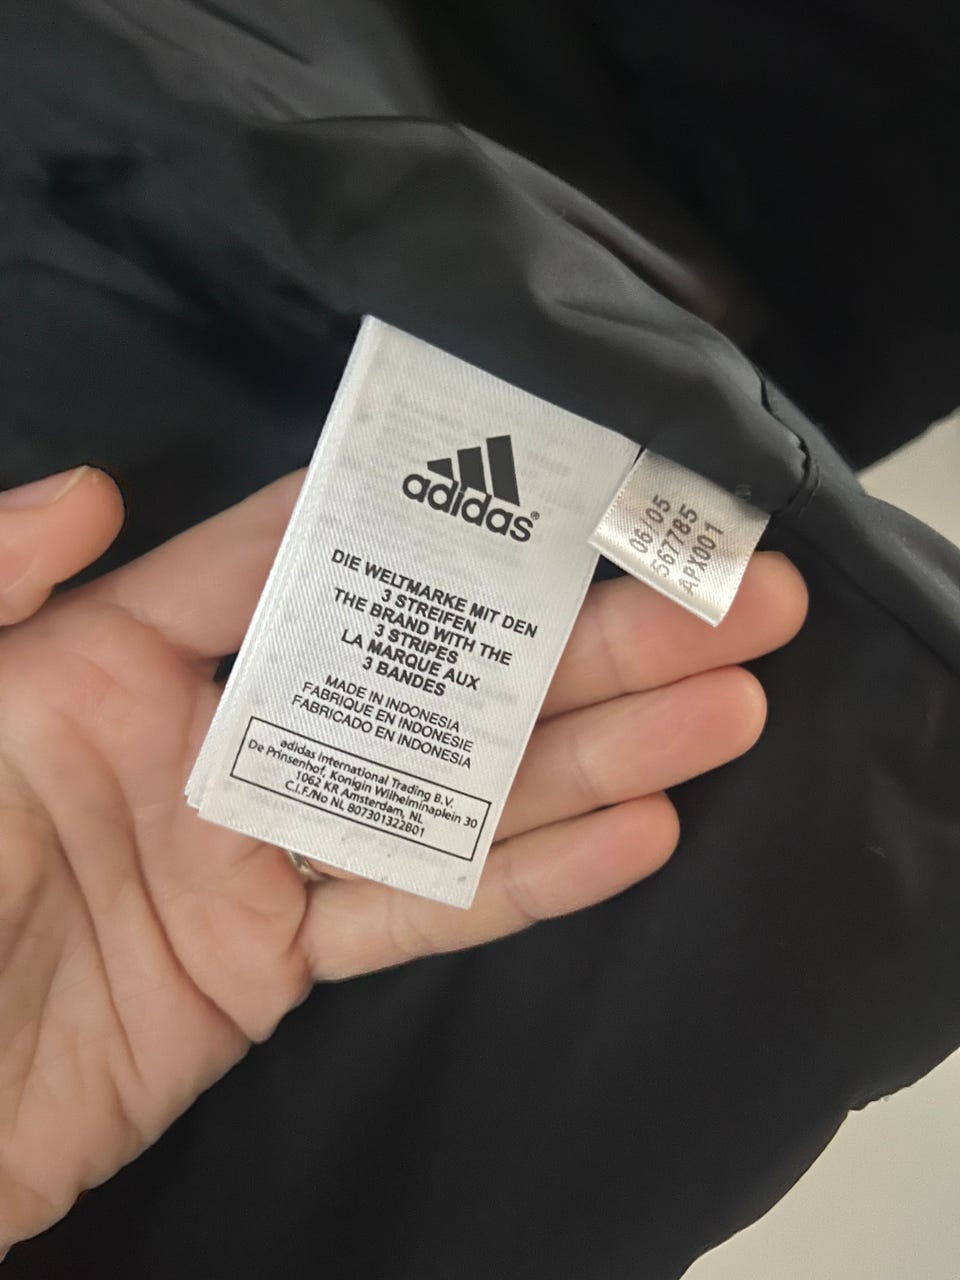 adidas®
DIE WELTMARKE MIT DEN
3 STREIFEN
THE BRAND WITH THE
3 STRIPES
LA MARQUE AUX
3 BANDES
MADE IN INDONESIA
FABRIQUE EN INDONESIE
FABRICADO EN INDONESIA
adidas International Trading B.V.
De Prinsenhof, Konigin Wilhelminaplein 30
1062 KR Amsterdam, NL
C.I.F./No NL 807301322B01
06/05
567785
APX001